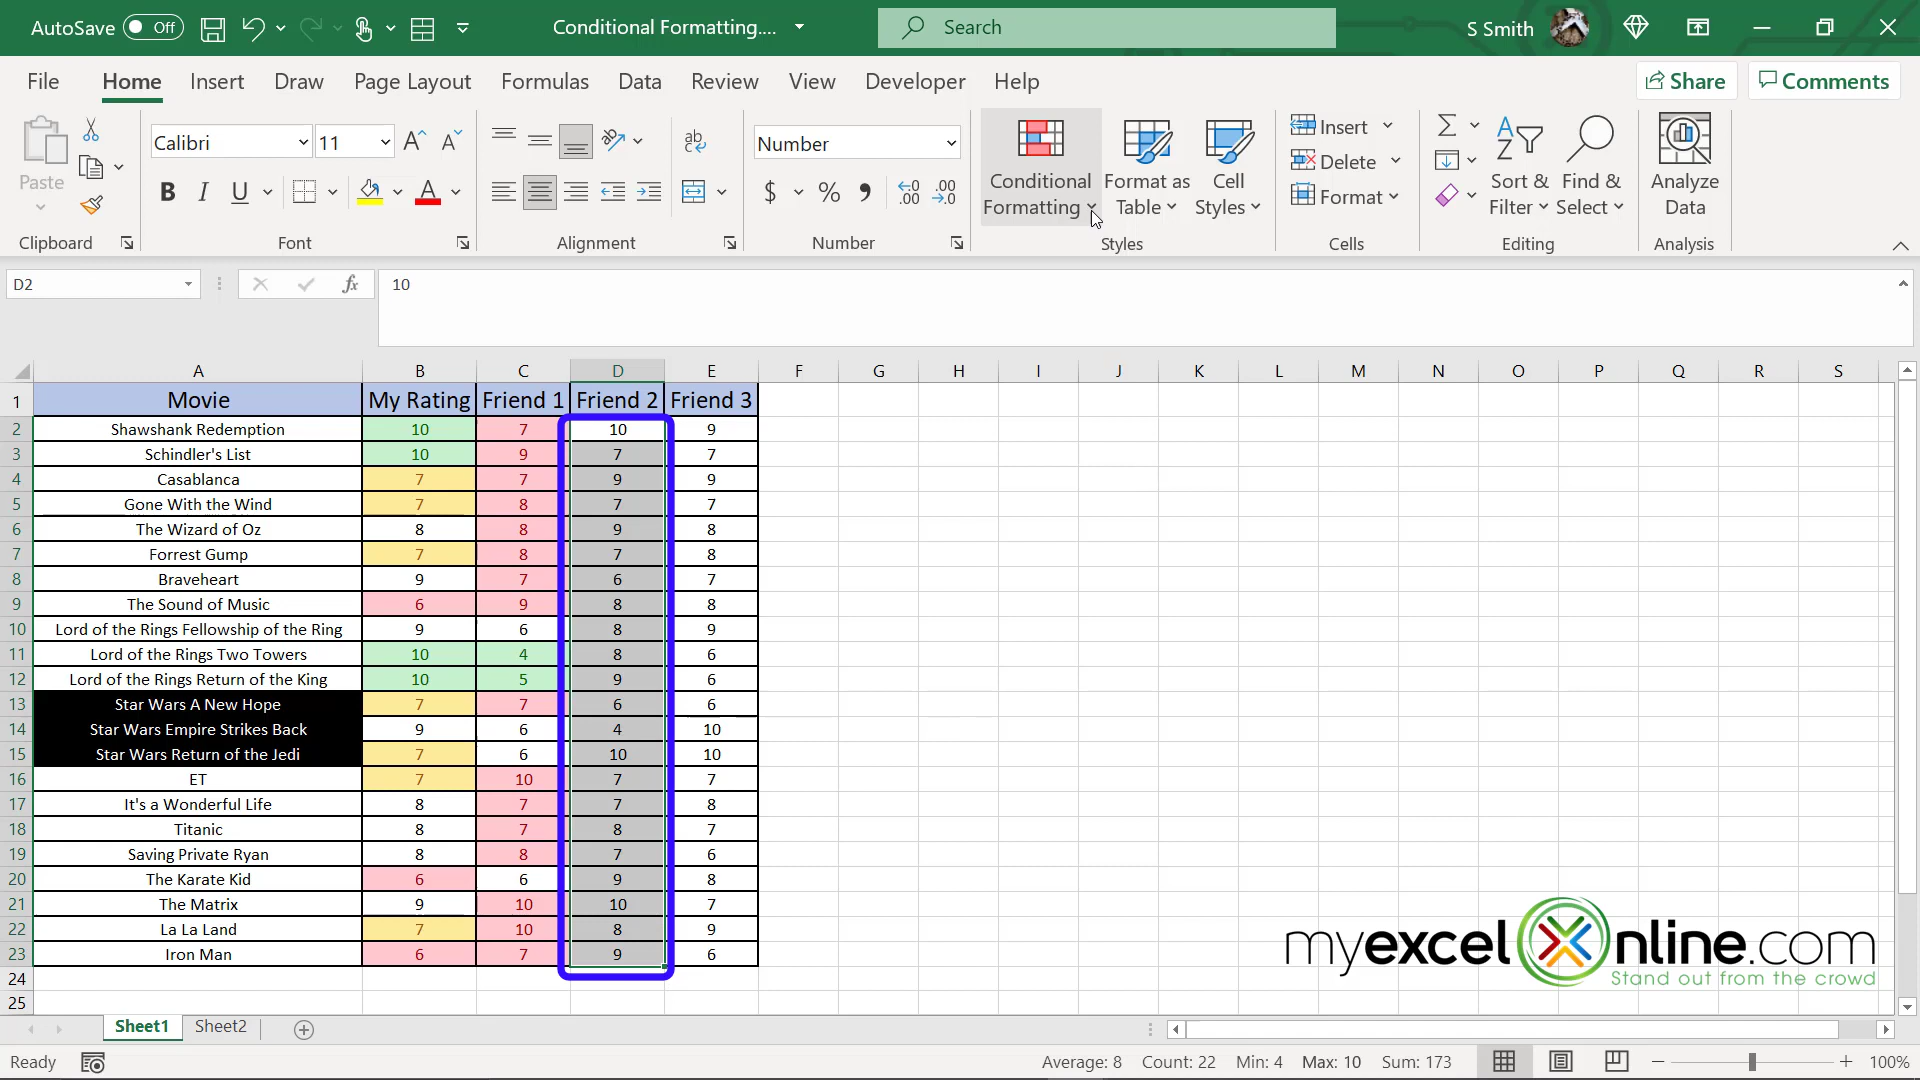 AutoSave Off Conditional Formatting.... Search S Smith
File Home Insert Draw Page Layout Formulas Data Review View Developer Help Share Comments
Paste
Clipboard
Calibri 11
B I U A
Font
ab
Alignment
Number
$ % , .00 .00
Number
Conditional Formatting
Format as Table
Cell Styles
Styles
Insert
Delete
Format
Cells
Sort & Filter
Find & Select
Editing
Analyze Data
Analysis
D2 fx 10
A B C D E F G H I J K L M N O P Q R S
1 Movie My Rating Friend 1 Friend 2 Friend 3
2 Shawshank Redemption 10 7 10 9
3 Schindler's List 10 9 7 7
4 Casablanca 7 7 9 9
5 Gone With the Wind 7 8 7 7
6 The Wizard of Oz 8 8 9 8
7 Forrest Gump 7 8 7 8
8 Braveheart 9 7 6 7
9 The Sound of Music 6 9 8 8
10 Lord of the Rings Fellowship of the Ring 9 6 8 9
11 Lord of the Rings Two Towers 10 4 8 6
12 Lord of the Rings Return of the King 10 5 9 6
13 Star Wars A New Hope 7 7 6 6
14 Star Wars Empire Strikes Back 9 6 4 10
15 Star Wars Return of the Jedi 7 6 10 10
16 ET 7 10 7 7
17 It's a Wonderful Life 8 7 7 8
18 Titanic 8 7 8 7
19 Saving Private Ryan 8 8 7 6
20 The Karate Kid 6 6 9 8
21 The Matrix 9 10 10 7
22 La La Land 7 10 8 9
23 Iron Man 6 7 9 6
24
25
myexcelOnline.com
Stand out from the crowd
Sheet1 Sheet2
Ready Average: 8 Count: 22 Min: 4 Max: 10 Sum: 173 100%